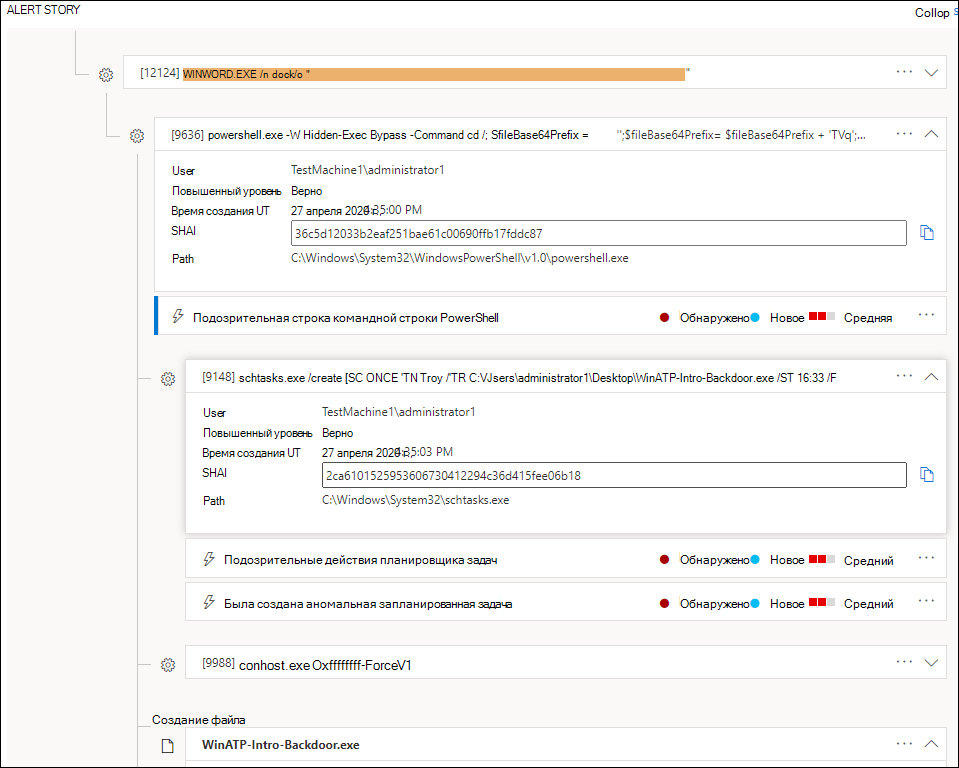 ALERT STORY
Collop s
[12124] WINWORD.EXE /n dock/o " "
[9636] powershell.exe -W Hidden-Exec Bypass -Command cd /; SfileBase64Prefix = '';$fileBase64Prefix= $fileBase64Prefix + 'TVq';...
User TestMachine1\administrator1
Повышенный уровень Верно
Время создания UT 27 апреля 2020 г., 4:35:00 PM
SHAI 36c5d12033b2eaf251bae61c00690ffb17fddc87
Path C:\Windows\System32\WindowsPowerShell\v1.0\powershell.exe
Подозрительная строка командной строки PowerShell Обнаружено Новое Средняя
[9148] schtasks.exe /create [SC ONCE 'TN Troy /'TR C:\/Jsers\administrator1\Desktop\WinATP-Intro-Backdoor.exe /ST 16:33 /F
User TestMachine1\administrator1
Повышенный уровень Верно
Время создания UT 27 апреля 2020 г., 4:35:03 PM
SHAI 2ca6101525953606730412294c36d415fee06b18
Path C:\Windows\System32\schtasks.exe
Подозрительные действия планировщика задач Обнаружено Новое Средний
Была создана аномальная запланированная задача Обнаружено Новое Средний
[9988] conhost.exe Oxffffffff-ForceV1
Создание файла
WinATP-Intro-Backdoor.exe